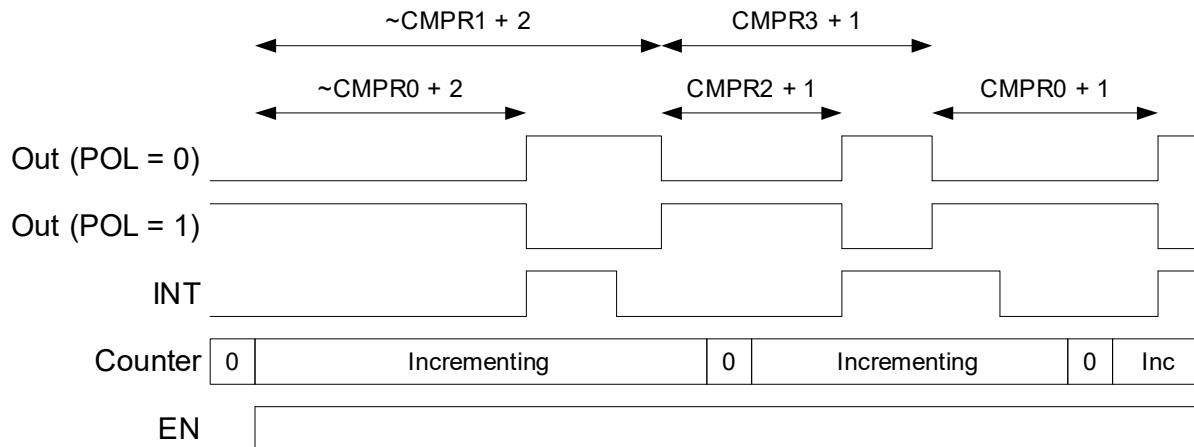 ~CMPR1 + 2 CMPR3 + 1
~CMPR0 + 2 CMPR2 + 1 CMPR0 + 1
Out (POL = 0)
Out (POL = 1)
INT
Counter 0 Incrementing 0 Incrementing 0 Inc
EN